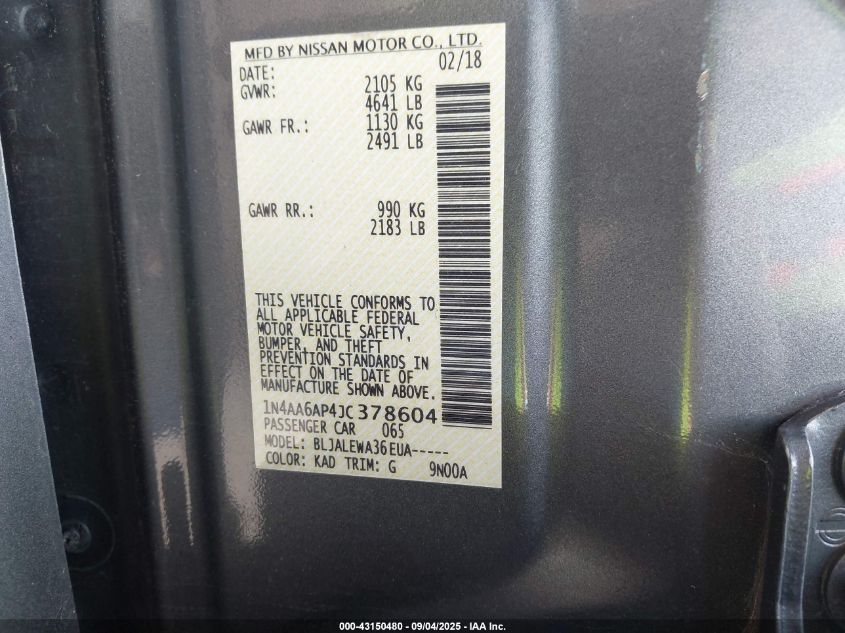 MFD BY NISSAN MOTOR CO., LTD.
DATE: 02/18
GVWR: 2105 KG
4641 LB
GAWR FR.: 1130 KG
2491 LB
GAWR RR.: 990 KG
2183 LB
THIS VEHICLE CONFORMS TO
ALL APPLICABLE FEDERAL
MOTOR VEHICLE SAFETY,
BUMPER, AND THEFT
PREVENTION STANDARDS IN
EFFECT ON THE DATE OF
MANUFACTURE SHOWN ABOVE.
1N4AA6AP4JC378604
PASSENGER CAR 065
MODEL: BLJALEWA36EUA-----
COLOR: KAD TRIM: G 9N00A
000-43150480 - 09/04/2025 - IAA Inc.